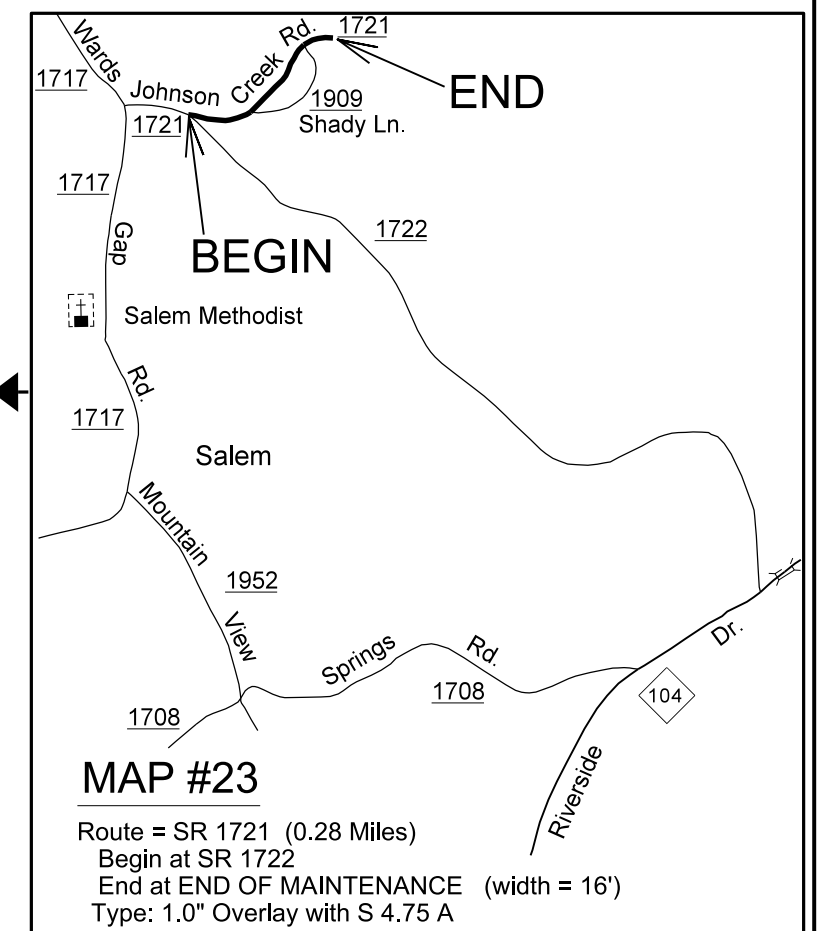 Wards
1717
Johnson Creek Rd.
1721
END
1721
1909
Shady Ln.
1717
Gap
BEGIN
1722
Salem Methodist
Rd.
1717
Salem
Mountain
1952
View
Springs Rd.
1708
1708
Dr.
104
Riverside
MAP #23
Route = SR 1721 (0.28 Miles)
Begin at SR 1722
End at END OF MAINTENANCE (width = 16')
Type: 1.0" Overlay with S 4.75 A